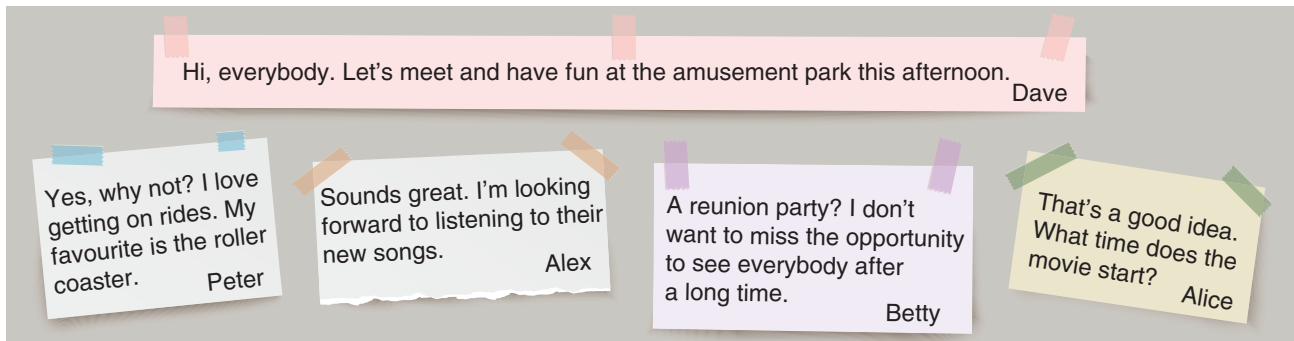 Hi, everybody. Let's meet and have fun at the amusement park this afternoon.
Dave
Yes, why not? I love
getting on rides. My
favourite is the roller
coaster.
Peter
Sounds great. I'm looking
forward to listening to their
new songs.
Alex
A reunion party? I don't
want to miss the opportunity
to see everybody after
a long time.
Betty
That's a good idea.
What time does the
movie start?
Alice